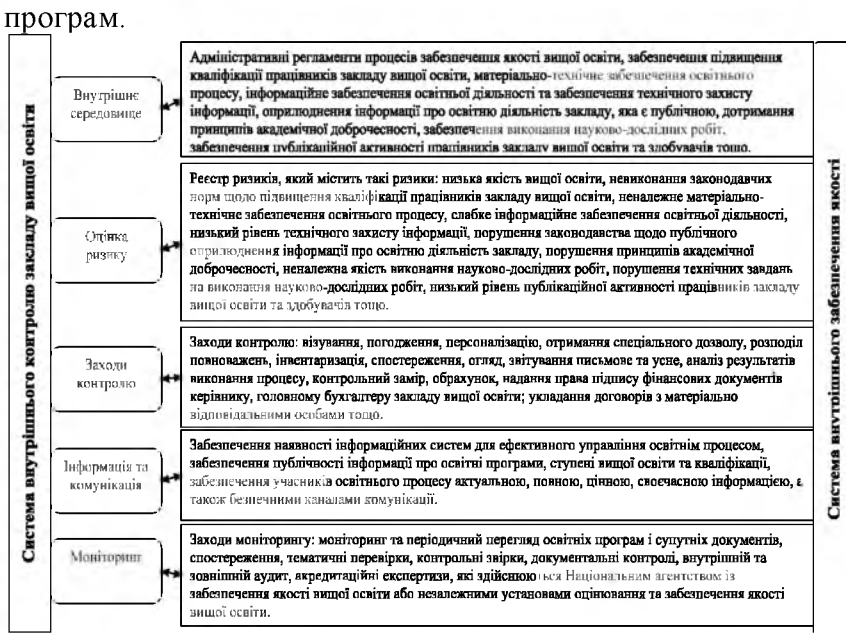 програм.
Система внутрішнього контролю закладу вищої освіти
Внутрішнє
середовище
Адміністративні регламенти процесів забезпечення якості вищої освіти, забезпечення підвищення
кваліфікації працівників закладу вищої освіти, матеріально-технічне забезпечення освітнього
процесу, інформаційне забезпечення освітньої діяльності та забезпечення технічного захисту
інформації, оприлюднення інформації про освітню діяльність закладу, яка є публічною, дотримання
принципів академічної доброчесності, забезпечення виконання науково-дослідних робіт,
забезпечення публікаційної активності працівників закладу вищої освіти та здобувачів тощо.
Оцінка
ризику
Реєстр ризиків, який містить такі ризики: низька якість вищої освіти, невиконання законодавчих
норм щодо підвищення кваліфікації працівників закладу вищої освіти, неналежне матеріально-
технічне забезпечення освітнього процесу, слабке інформаційне забезпечення освітньої діяльності,
низький рівень технічного захисту інформації, порушення законодавства щодо публічного
оприлюднення інформації про освітню діяльність закладу, порушення принципів академічної
доброчесності, неналежна якість виконання науково-дослідних робіт, порушення технічних завдань
на виконання науково-дослідних робіт, низький рівень публікаційної активності працівників закладу
вищої освіти та здобувачів тощо.
Заходи
контролю
Заходи контролю: візування, погодження, персоналізацію, отримання спеціального дозволу, розподіл
повноважень, інвентаризація, спостереження, огляд, звітування письмове та усне, аналіз результатів
виконання процесу, контрольний замір, обрахунок, надання права підпису фінансових документів
керівнику, головному бухгалтеру закладу вищої освіти; укладання договорів з матеріально
відповідальними особами тощо.
Інформація та
комунікація
Забезпечення наявності інформаційних систем для ефективного управління освітнім процесом,
забезпечення публічності інформації про освітні програми, ступені вищої освіти та кваліфікації,
забезпечення учасників освітнього процесу актуальною, повною, цінною, своєчасною інформацією, а
також безпечними каналами комунікації.
Моніторинг
Заходи моніторингу: моніторинг та періодичний перегляд освітніх програм і супутніх документів,
спостереження, тематичні перевірки, контрольні звірки, документальні контролі, внутрішній та
зовнішній аудит, акредитаційні експертизи, які здійснюються Національним агентством із
забезпечення якості вищої освіти або незалежними установами оцінювання та забезпечення якості
вищої освіти.
Система внутрішнього забезпечення якості